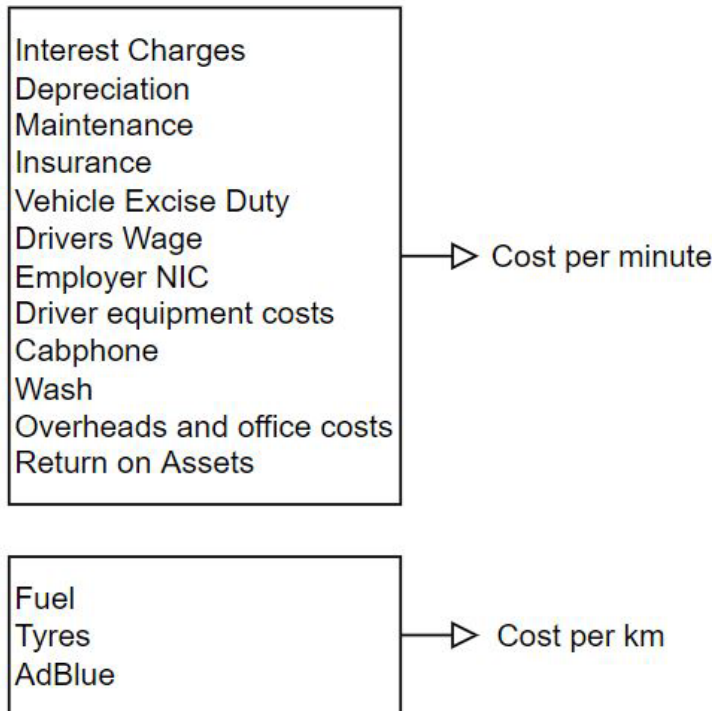 Interest Charges
Depreciation
Maintenance
Insurance
Vehicle Excise Duty
Drivers Wage
Employer NIC
Driver equipment costs
Cabphone
Wash
Overheads and office costs
Return on Assets
Cost per minute
Fuel
Tyres
AdBlue
Cost per km